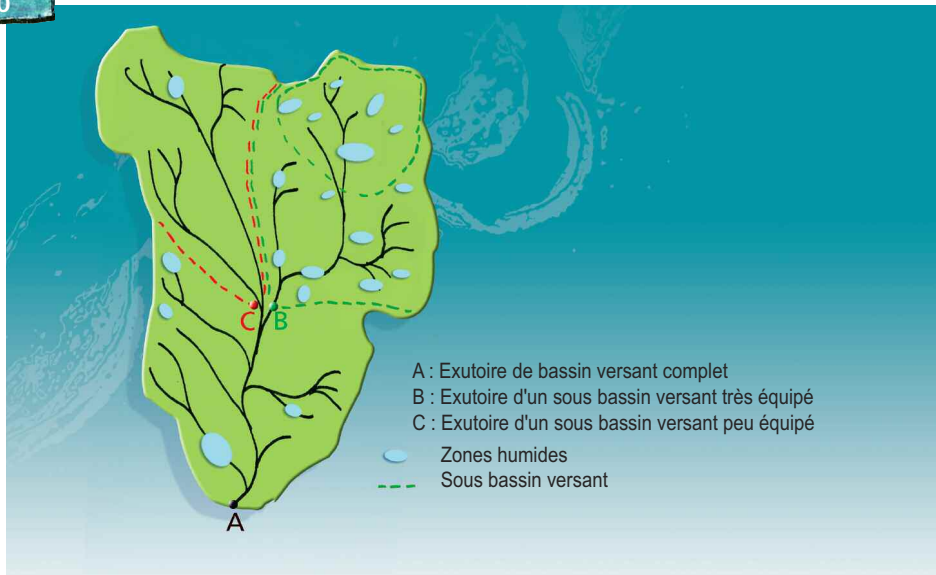 C B
A : Exutoire de bassin versant complet
B : Exutoire d'un sous bassin versant très équipé
C : Exutoire d'un sous bassin versant peu équipé
Zones humides
Sous bassin versant
A